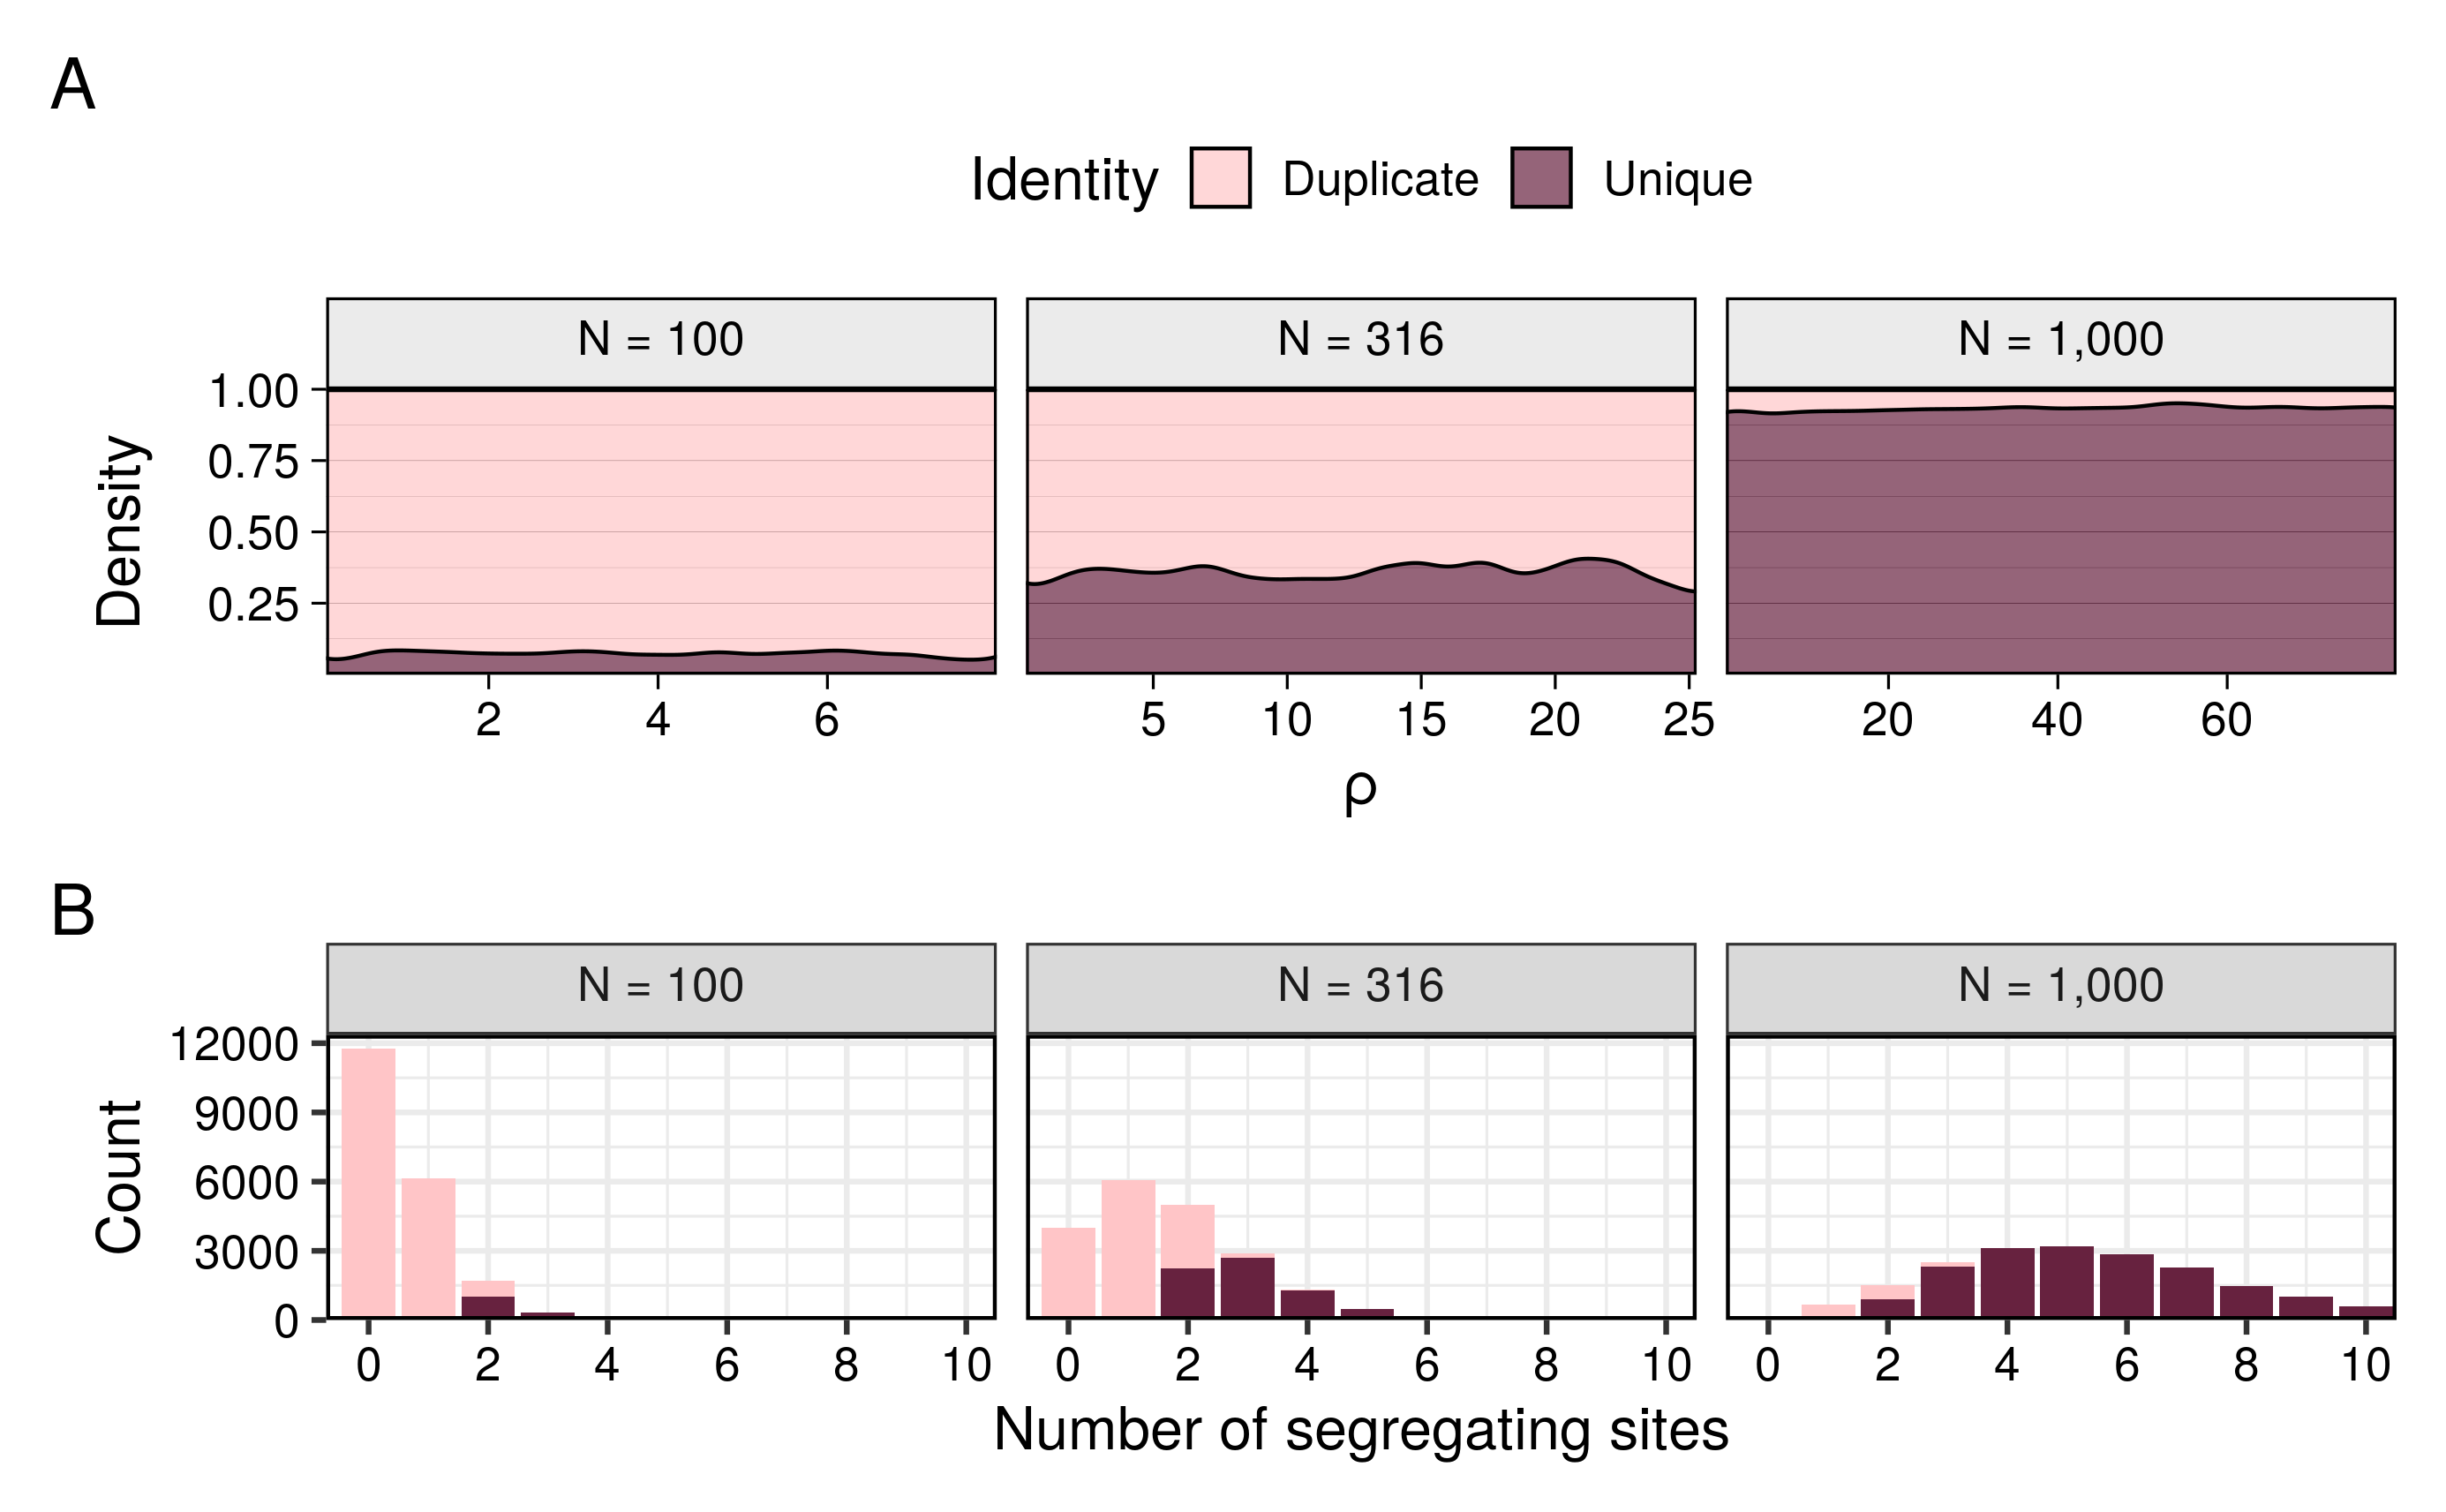 A
Identity Duplicate Unique
N = 100 N = 316 N = 1,000
Density
1.00
0.75
0.50
0.25
2 4 6 5 10 15 20 25 20 40 60
ρ
B
N = 100 N = 316 N = 1,000
Count
12000
9000
6000
3000
0
0 2 4 6 8 10 0 2 4 6 8 10 0 2 4 6 8 10
Number of segregating sites